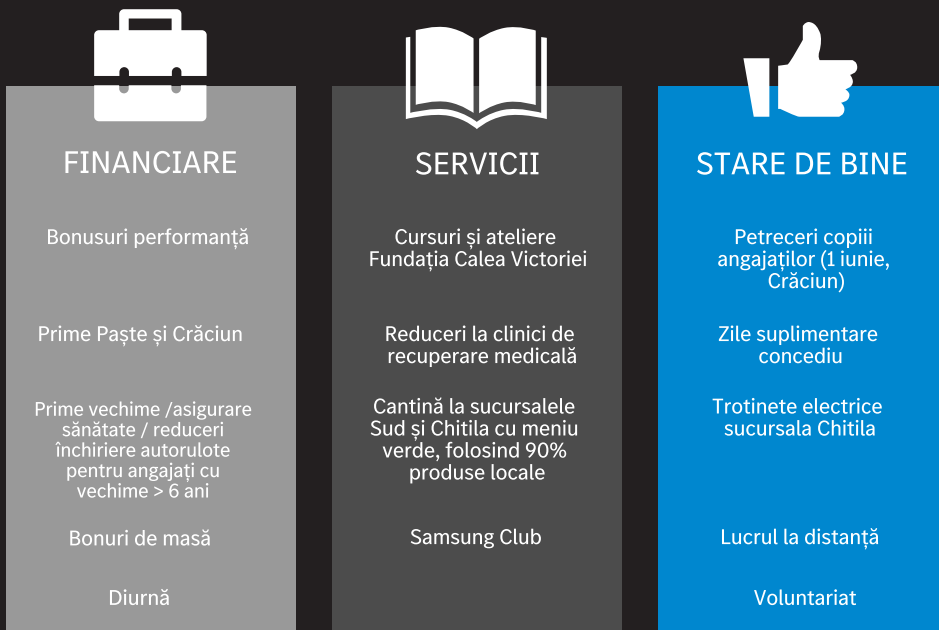 FINANCIARE
Bonusuri performanță
Prime Paște și Crăciun
Prime vechime /asigurare
sănătate / reduceri
închiriere autorulote
pentru angajați cu
vechime > 6 ani
Bonuri de masă
Diurnă
SERVICII
Cursuri și ateliere
Fundația Calea Victoriei
Reduceri la clinici de
recuperare medicală
Cantină la sucursalele
Sud și Chitila cu meniu
verde, folosind 90%
produse locale
Samsung Club
STARE DE BINE
Petreceri copiii
angajaților (1 iunie,
Crăciun)
Zile suplimentare
concediu
Trotinete electrice
sucursala Chitila
Lucrul la distanță
Voluntariat